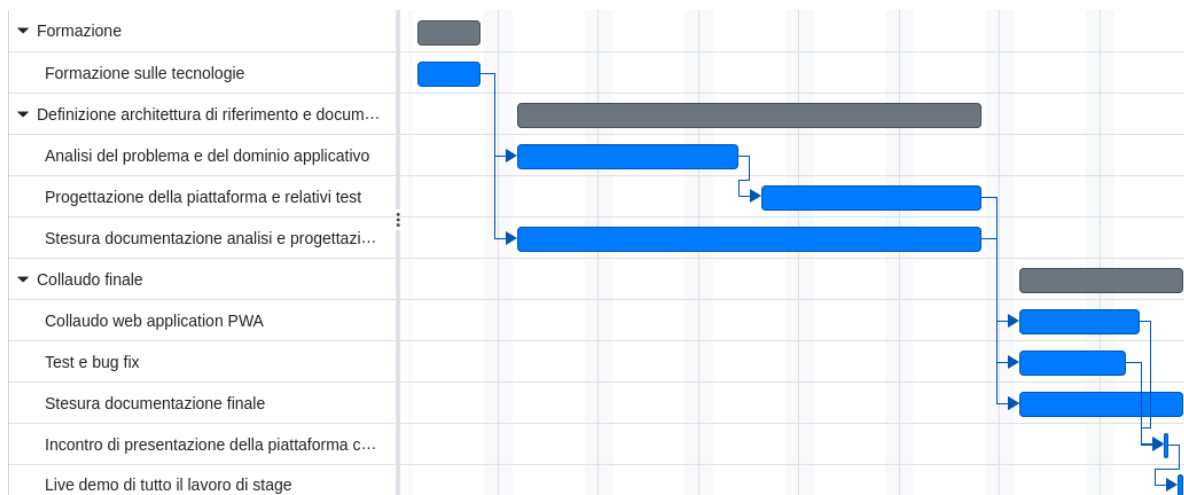 Formazione
Formazione sulle tecnologie
Definizione architettura di riferimento e docum...
Analisi del problema e del dominio applicativo
Progettazione della piattaforma e relativi test
Stesura documentazione analisi e progettazi...
Collaudo finale
Collaudo web application PWA
Test e bug fix
Stesura documentazione finale
Incontro di presentazione della piattaforma c...
Live demo di tutto il lavoro di stage